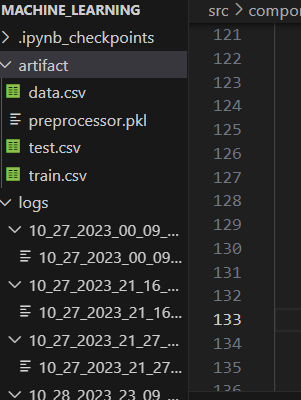 MACHINE_LEARNING
.ipynb_checkpoints
artifact
data.csv
preprocessor.pkl
test.csv
train.csv
logs
10_27_2023_00_09_...
10_27_2023_00_09...
10_27_2023_21_16_...
10_27_2023_21_16...
10_27_2023_21_27_...
10_27_2023_21_27...
10_28_2023_23_09_...
src > compo
121
122
123
124
125
126
127
128
129
130
131
132
133
134
135
136